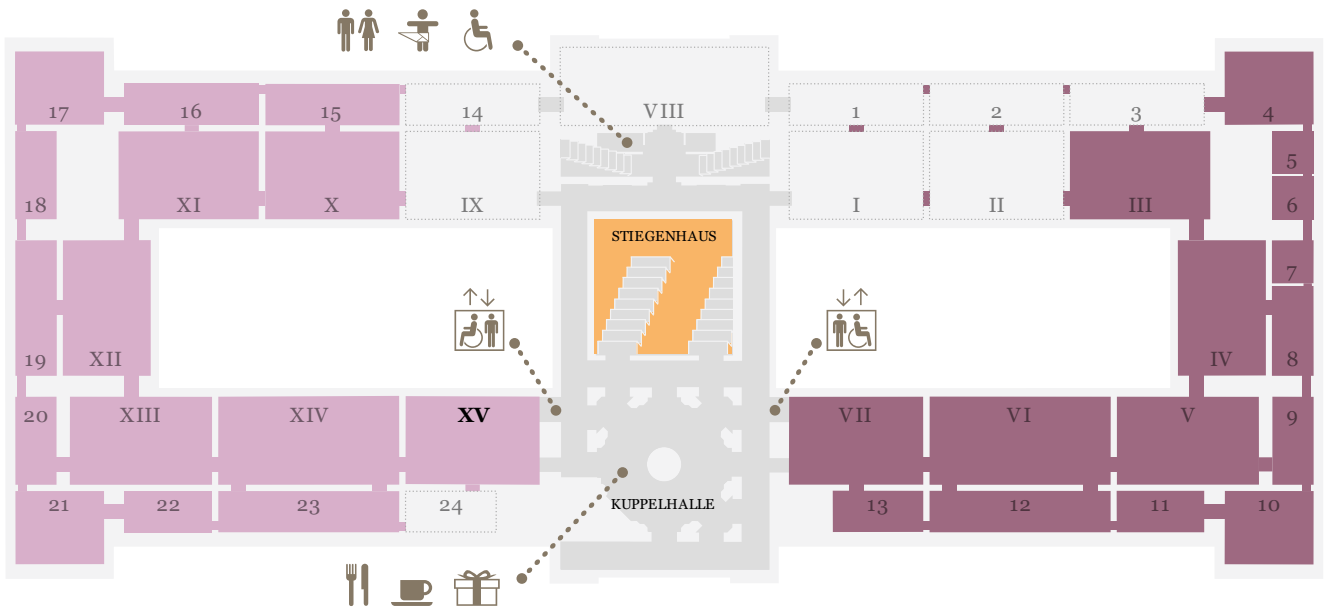 17 16 15 14 VIII 1 2 3 4
5
18 XI X IX I II III 6
STIEGENHAUS
7
19 XII IV 8
20 XIII XIV XV VII VI V 9
21 22 23 24 KUPPELHALLE 13 12 11 10